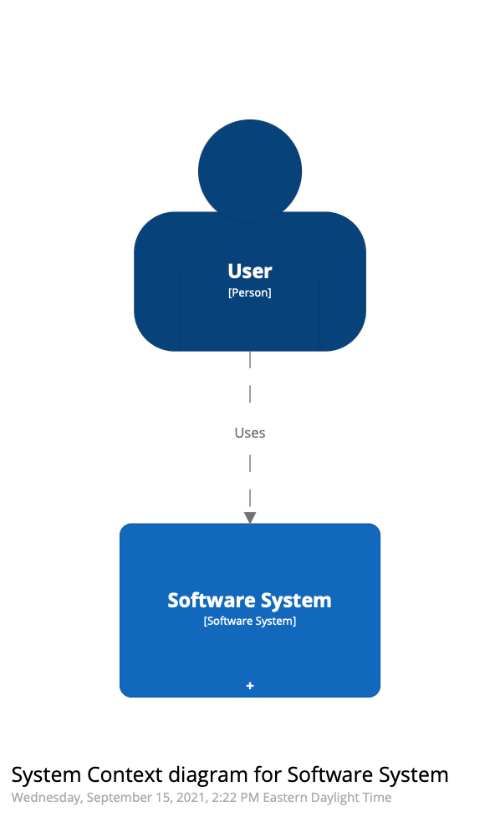 User
[Person]
Uses
Software System
[Software System]
+
System Context diagram for Software System
Wednesday, September 15, 2021, 2:22 PM Eastern Daylight Time